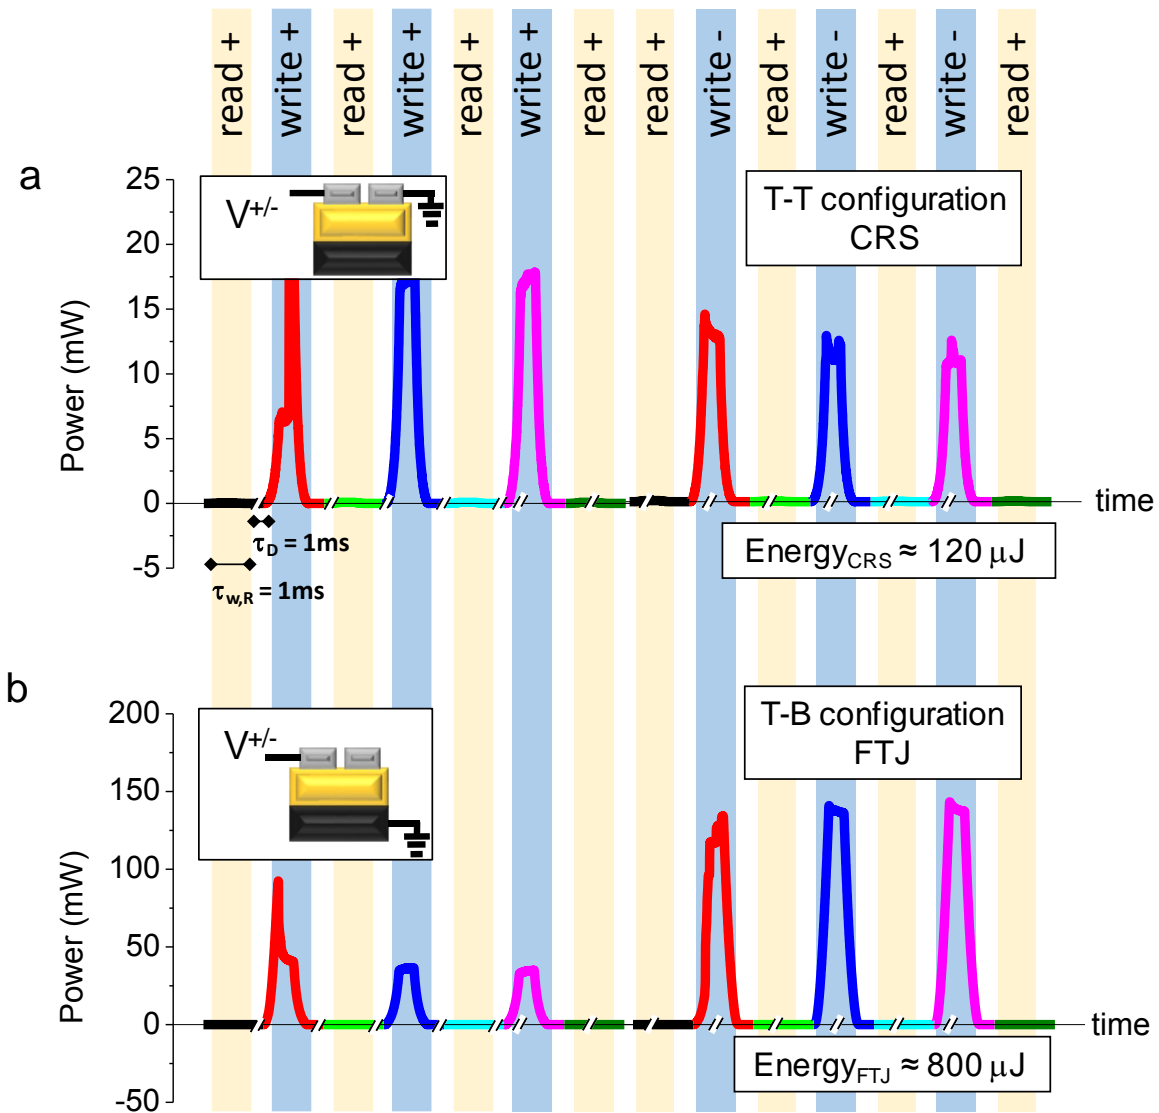 read +
write +
read +
write +
read +
write +
read +
read +
write -
read +
write -
read +
write -
read +
a
25
20
15
10
5
0
-5
Power (mW)
V+/-
T-T configuration
CRS
time
τD = 1ms
τw,R = 1ms
EnergyCRS ≈ 120 μJ
b
200
150
100
50
0
-50
Power (mW)
V+/-
T-B configuration
FTJ
time
EnergyFTJ ≈ 800 μJ